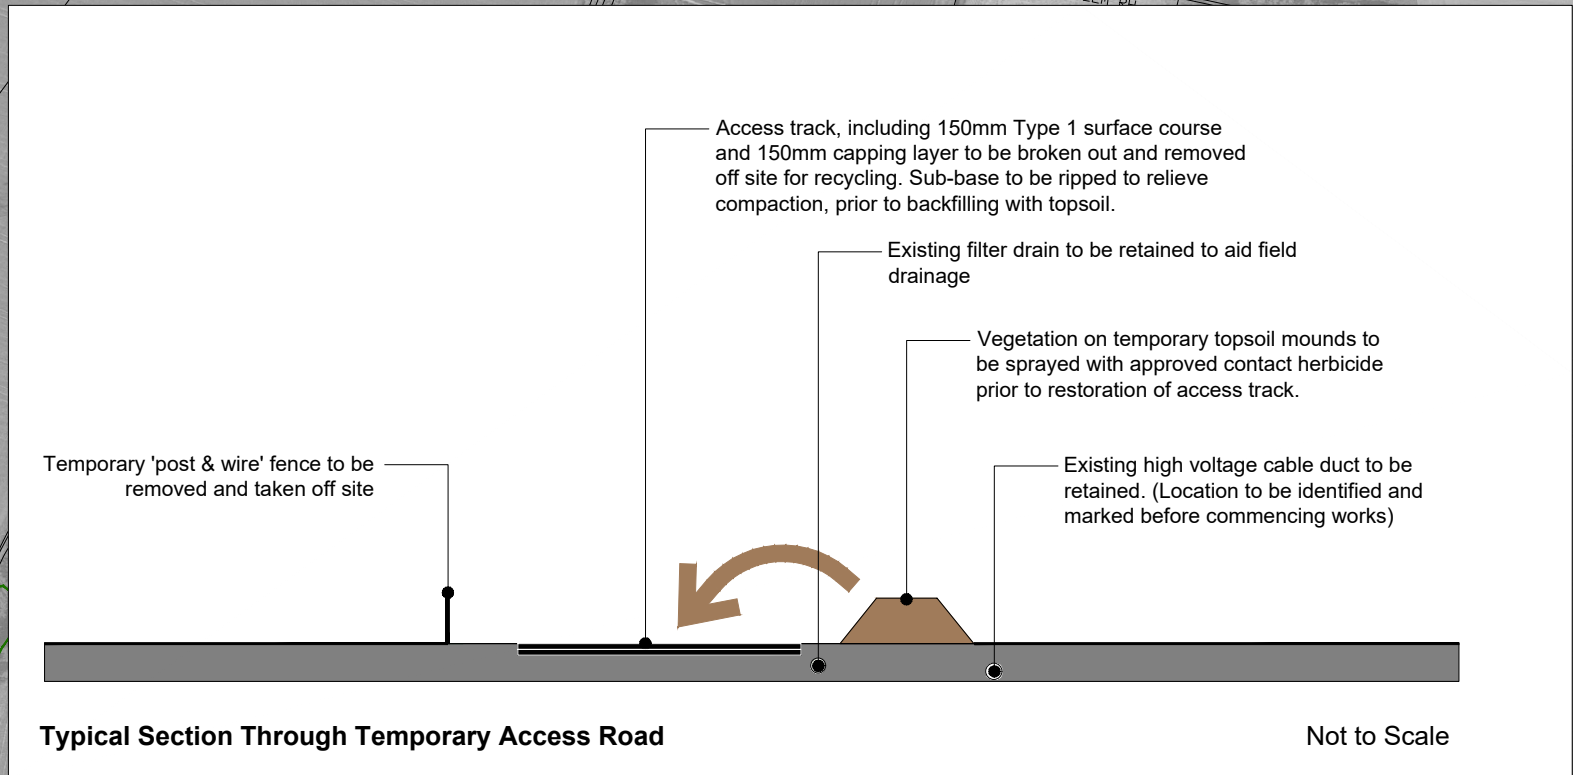 Access track, including 150mm Type 1 surface course
and 150mm capping layer to be broken out and removed
off site for recycling. Sub-base to be ripped to relieve
compaction, prior to backfilling with topsoil.
Existing filter drain to be retained to aid field
drainage
Vegetation on temporary topsoil mounds to
be sprayed with approved contact herbicide
prior to restoration of access track.
Temporary 'post & wire' fence to be
removed and taken off site
Existing high voltage cable duct to be
retained. (Location to be identified and
marked before commencing works)
Typical Section Through Temporary Access Road
Not to Scale